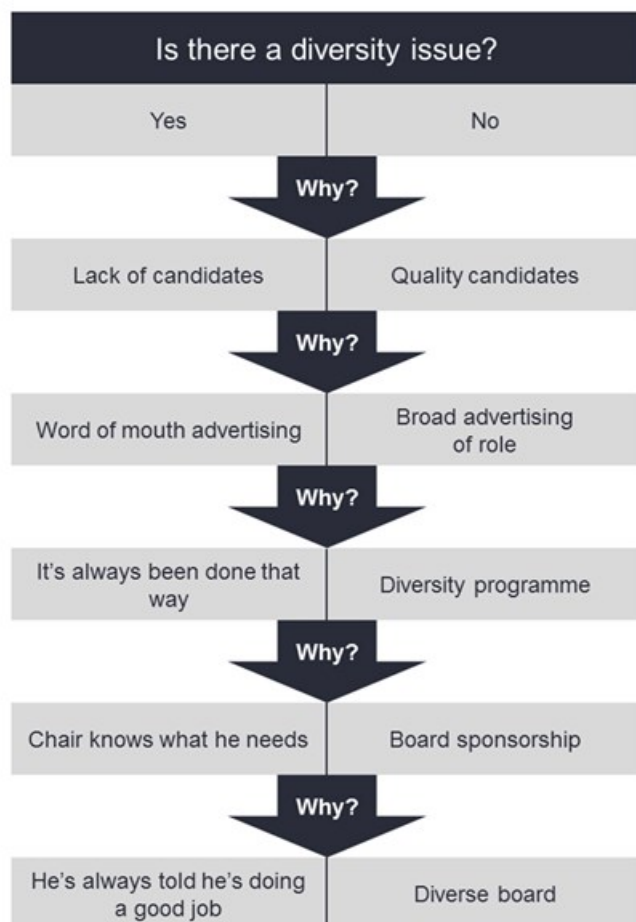 Is there a diversity issue?
Yes
No
Why?
Lack of candidates
Quality candidates
Why?
Word of mouth advertising
Broad advertising
of role
Why?
It's always been done that
way
Diversity programme
Why?
Chair knows what he needs
Board sponsorship
Why?
He's always told he's doing
a good job
Diverse board